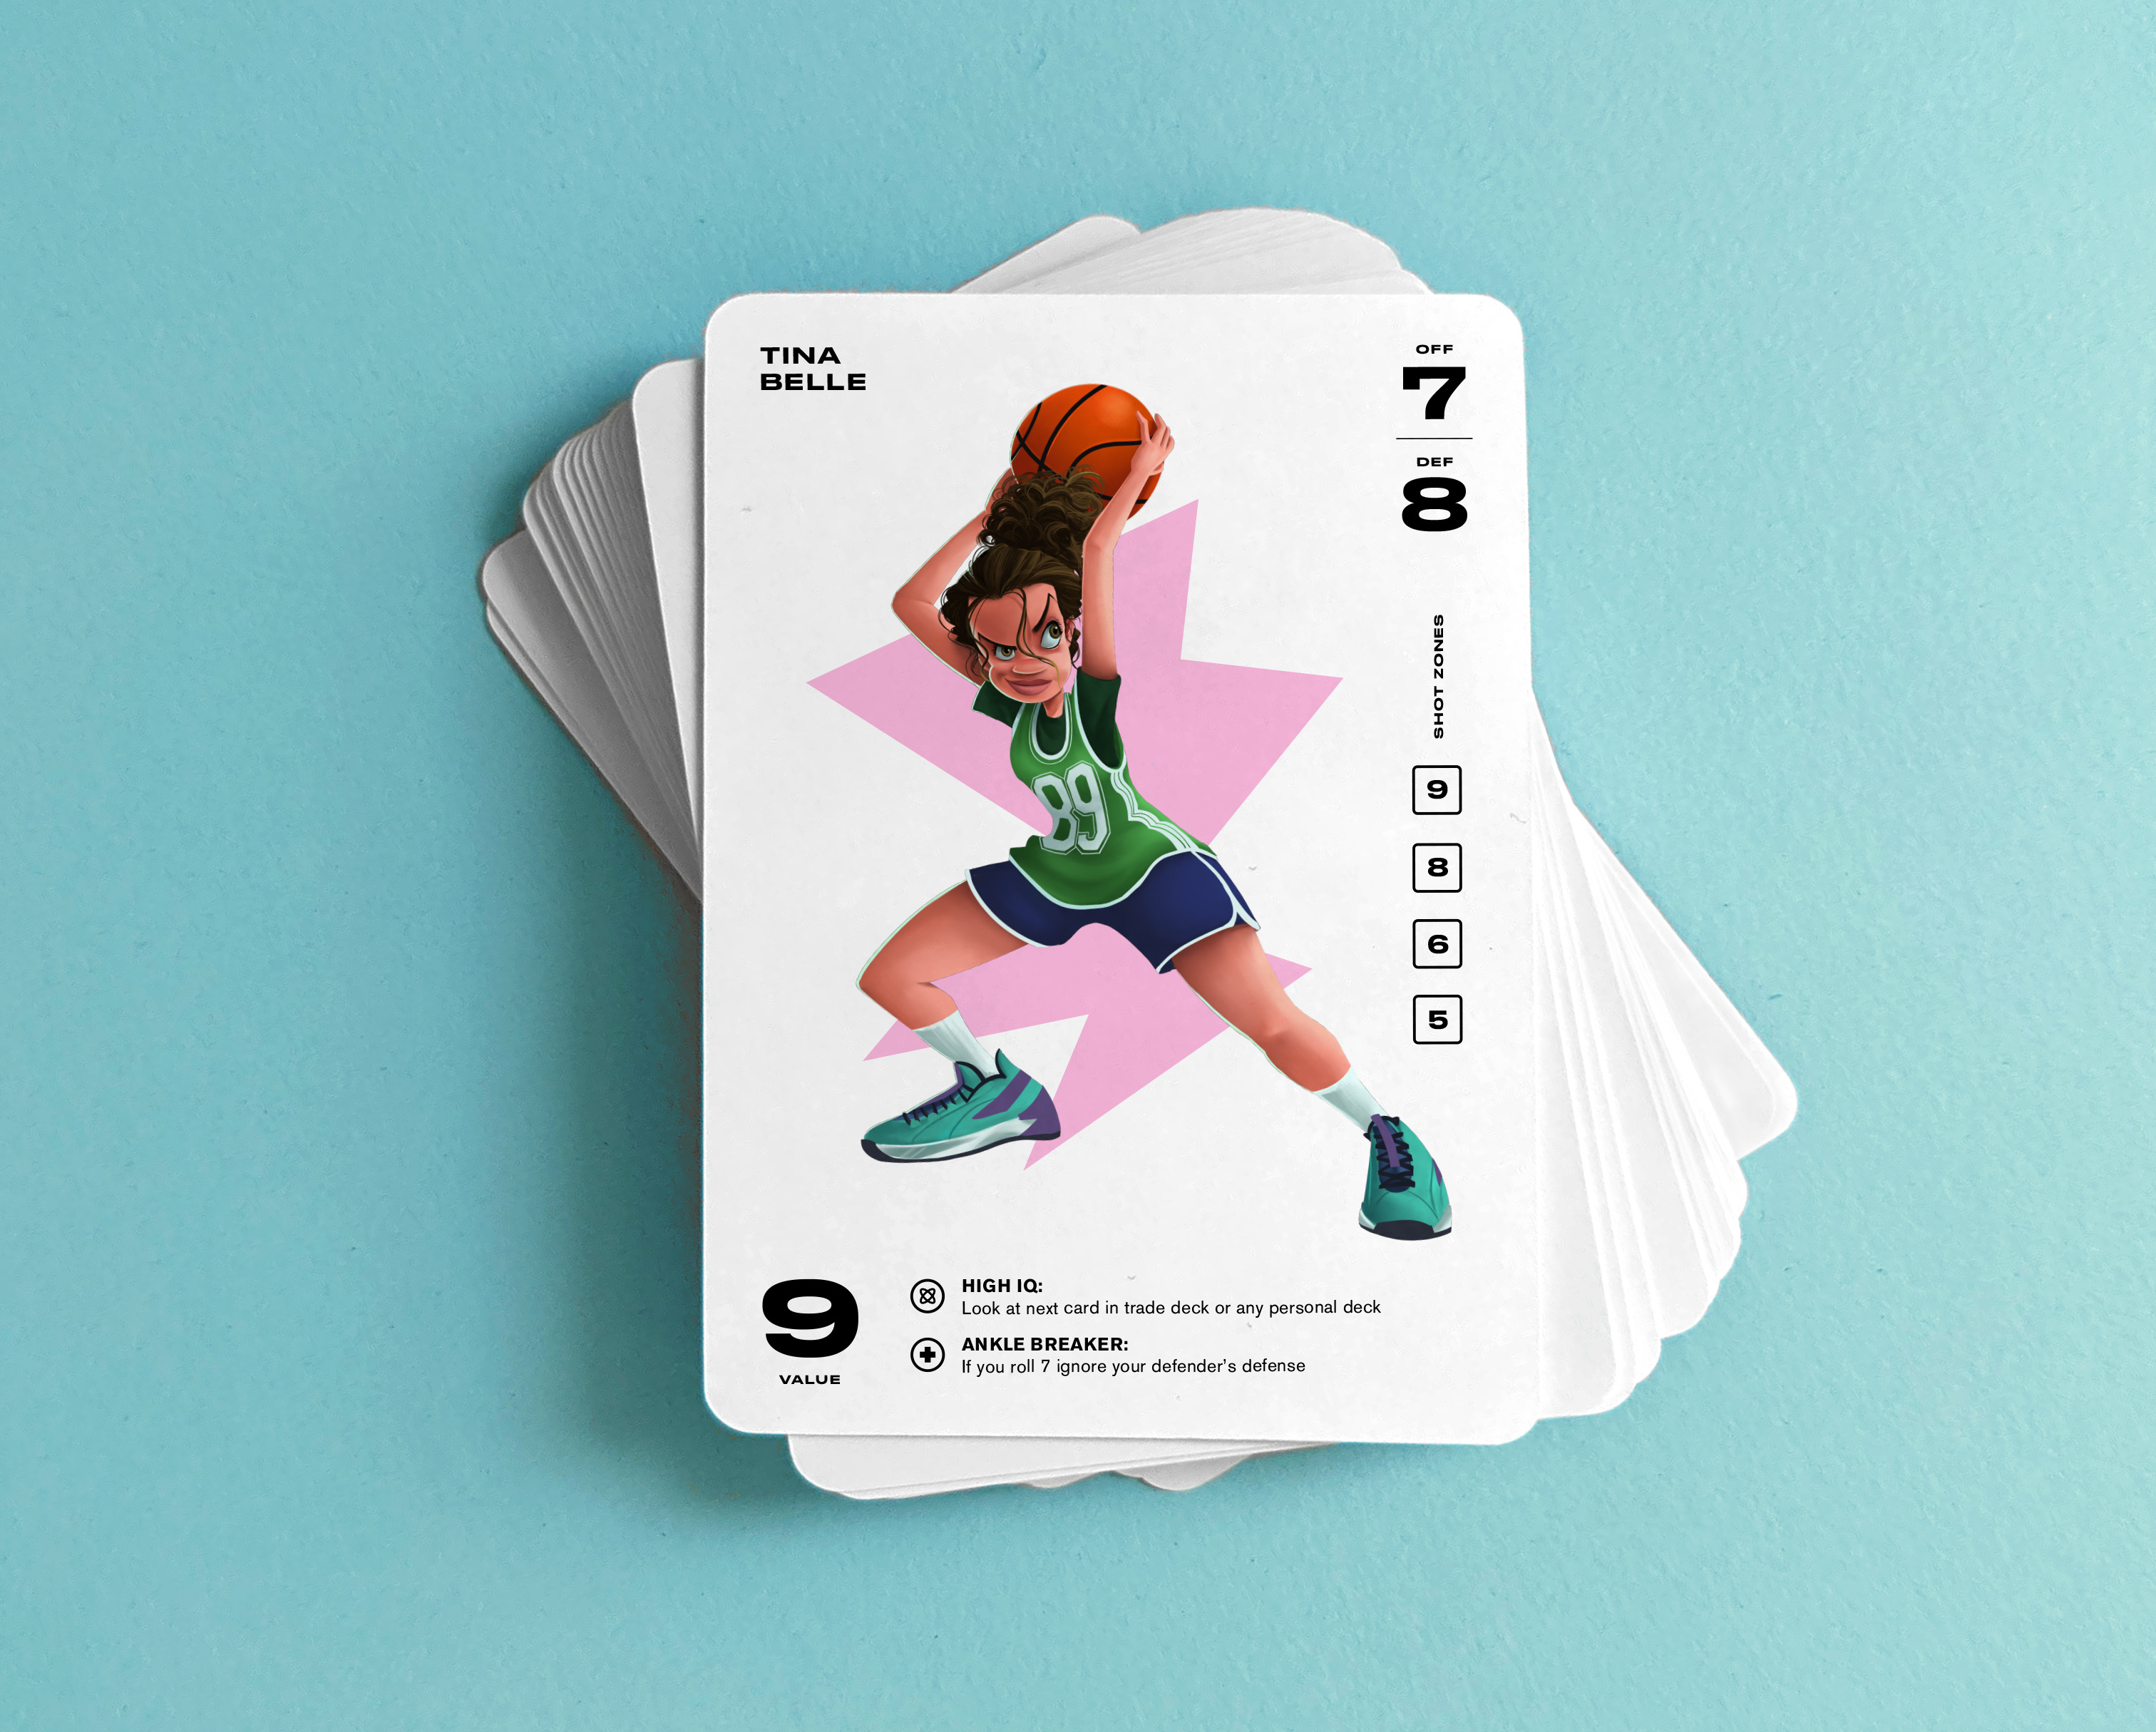 TINA
BELLE
OFF
7
DEF
8
SHOT ZONES
9
8
6
5
89
9
VALUE
HIGH IQ:
Look at next card in trade deck or any personal deck
ANKLE BREAKER:
If you roll 7 ignore your defender's defense